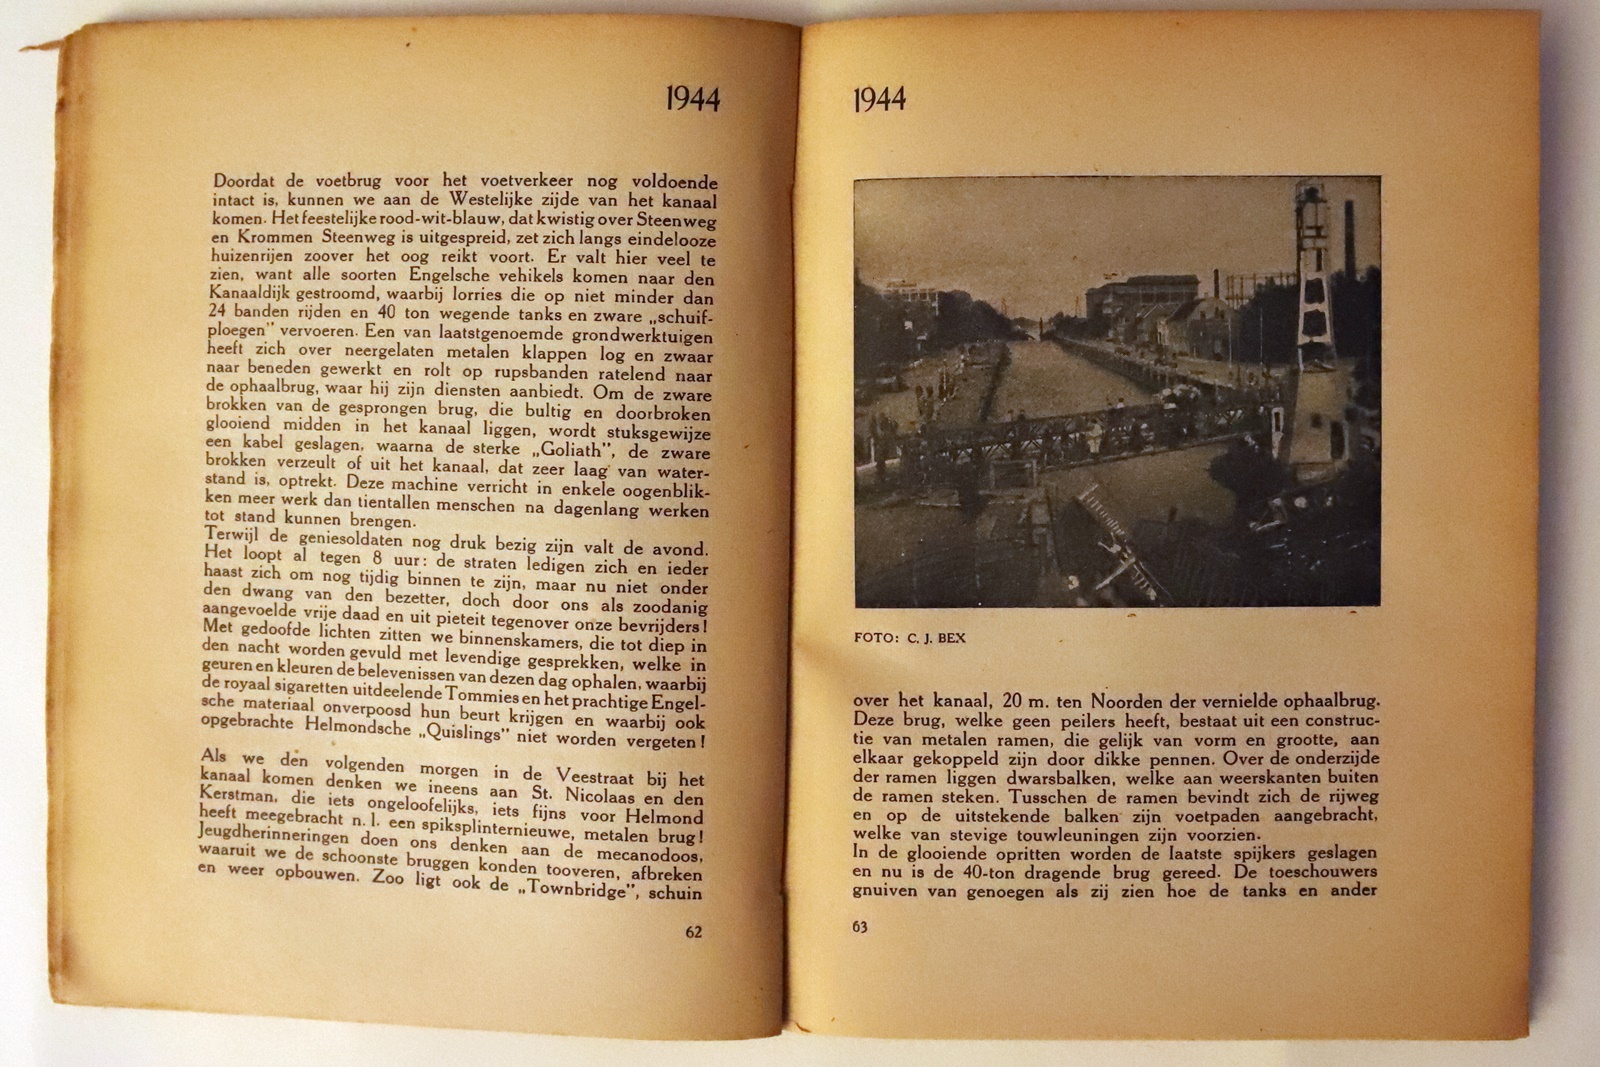 1944
Doordat de voetbrug voor het voetverkeer nog voldoende
intact is, kunnen we aan de Westelijke zijde van het kanaal
komen. Het feestelijke rood-wit-blauw, dat kwistig over Steenweg
en Krommen Steenweg is uitgespreid, zet zich langs eindelooze
huizenrijen zoover het oog reikt voort. Er valt hier veel te
zien, want alle soorten Engelsche vehikels komen naar den
Kanaaldijk gestroomd, waarbij lorries die op niet minder dan
24 banden rijden en 40 ton wegende tanks en zware „schuif-
ploegen” vervoeren. Een van laatstgenoemde grondwerktuigen
heeft zich over neergelaten metalen klappen log en zwaar
naar beneden gewerkt en rolt op rupsbanden ratelend naar
de ophaalbrug, waar hij zijn diensten aanbiedt. Om de zware
brokken van de gesprongen brug, die bultig en doorbroken
glooiend midden in het kanaal liggen, wordt stuksgewijze
een kabel geslagen, waarna de sterke „Goliath”, de zware
brokken verzeult of uit het kanaal, dat zeer laag van water-
stand is, optrekt. Deze machine verricht in enkele oogenblik-
ken meer werk dan tientallen menschen na dagenlang werken
tot stand kunnen brengen.
Terwijl de geniesoldaten nog druk bezig zijn valt de avond.
Het loopt al tegen 8 uur: de straten ledigen zich en ieder
haast zich om nog tijdig binnen te zijn, maar nu niet onder
den dwang van den bezetter, doch door ons als zoodanig
aangevoelde vrije daad en uit pieteit tegenover onze bevrijders!
Met gedoofde lichten zitten we binnenskamers, die tot diep in
den nacht worden gevuld met levendige gesprekken, welke in
geuren en kleuren de belevenissen van dezen dag ophalen, waarbij
de royaal sigaretten uitdeelende Tommies en het prachtige Engel-
sche materiaal onverpoosd hun beurt krijgen en waarbij ook
opgebrachte Helmondsche „Quislings” niet worden vergeten!
Als we den volgenden morgen in de Veestraat bij het
kanaal komen denken we ineens aan St. Nicolaas en den
Kerstman, die iets ongeloofelijks, iets fijns voor Helmond
heeft meegebracht n.l. een spiksplinternieuwe, metalen brug!
Jeugdherinneringen doen ons denken aan de mecanodoos,
waaruit we de schoonste bruggen konden tooveren, afbreken
en weer opbouwen. Zoo ligt ook de „Townbridge”, schuin
62
1944
FOTO: C. J. BEX
over het kanaal, 20 m. ten Noorden der vernielde ophaalbrug.
Deze brug, welke geen peilers heeft, bestaat uit een construc-
tie van metalen ramen, die gelijk van vorm en grootte, aan
elkaar gekoppeld zijn door dikke pennen. Over de onderzijde
der ramen liggen dwarsbalken, welke aan weerskanten buiten
de ramen steken. Tusschen de ramen bevindt zich de rijweg
en op de uitstekende balken zijn voetpaden aangebracht,
welke van stevige touwleuningen zijn voorzien.
In de glooiende opritten worden de laatste spijkers geslagen
en nu is de 40-ton dragende brug gereed. De toeschouwers
gnuiven van genoegen als zij zien hoe de tanks en ander
63